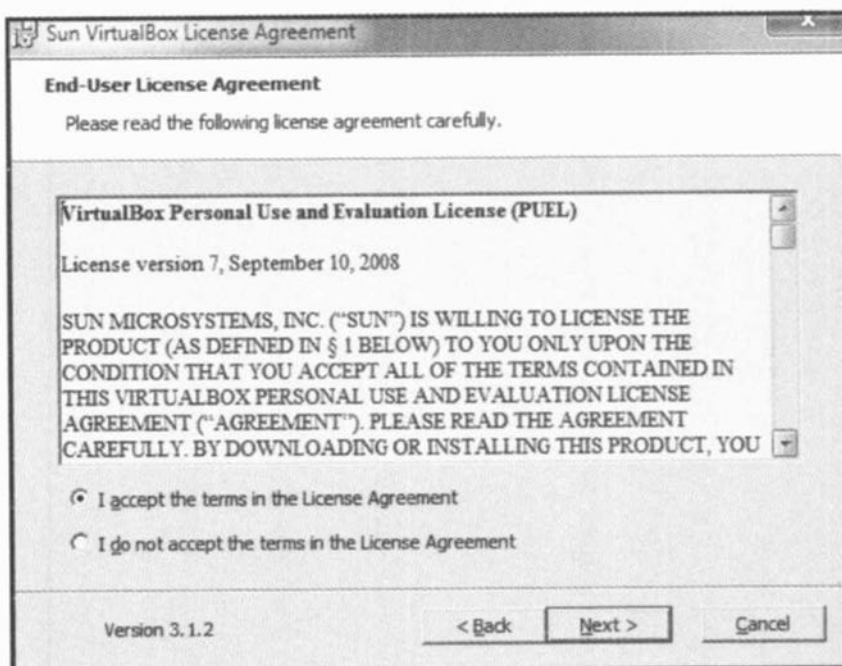 Sun VirtualBox License Agreement
End-User License Agreement
Please read the following license agreement carefully.
VirtualBox Personal Use and Evaluation License (PUEL)
License version 7, September 10, 2008
SUN MICROSYSTEMS, INC. (“SUN”) IS WILLING TO LICENSE THE
PRODUCT (AS DEFINED IN § 1 BELOW) TO YOU ONLY UPON THE
CONDITION THAT YOU ACCEPT ALL OF THE TERMS CONTAINED IN
THIS VIRTUALBOX PERSONAL USE AND EVALUATION LICENSE
AGREEMENT (“AGREEMENT”). PLEASE READ THE AGREEMENT
CAREFULLY. BY DOWNLOADING OR INSTALLING THIS PRODUCT, YOU
I accept the terms in the License Agreement
I do not accept the terms in the License Agreement
Version 3.1.2 < Back Next > Cancel